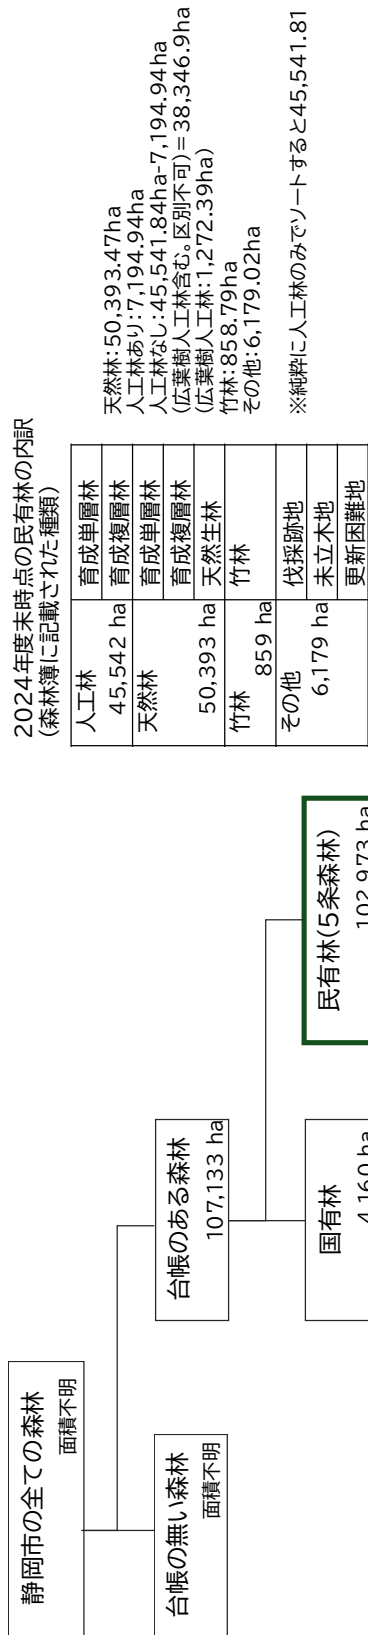 静岡市の全ての森林
面積不明
台帳の無い森林
面積不明
台帳のある森林
107,133 ha
国有林
4,160 ha
民有林(5条森林)
102,973 ha
2024年度末時点の民有林の内訳
(森林簿に記載された種類)
人工林
45,542 ha
育成単層林
育成複層林
天然林
50,393 ha
育成単層林
育成複層林
天然生林
竹林
859 ha
竹林
その他
6,179 ha
伐採跡地
未立木地
更新困難地
天然林:50,393.47ha
人工林あり:7,194.94ha
人工林なし:45,541.84ha-7,194.94ha
(広葉樹人工林含む。区別不可)=38,346.9ha
(広葉樹人工林:1,272.39ha)
竹林:858.79ha
その他:6,179.02ha
※純粋に人工林のみでソートすると45,541.81